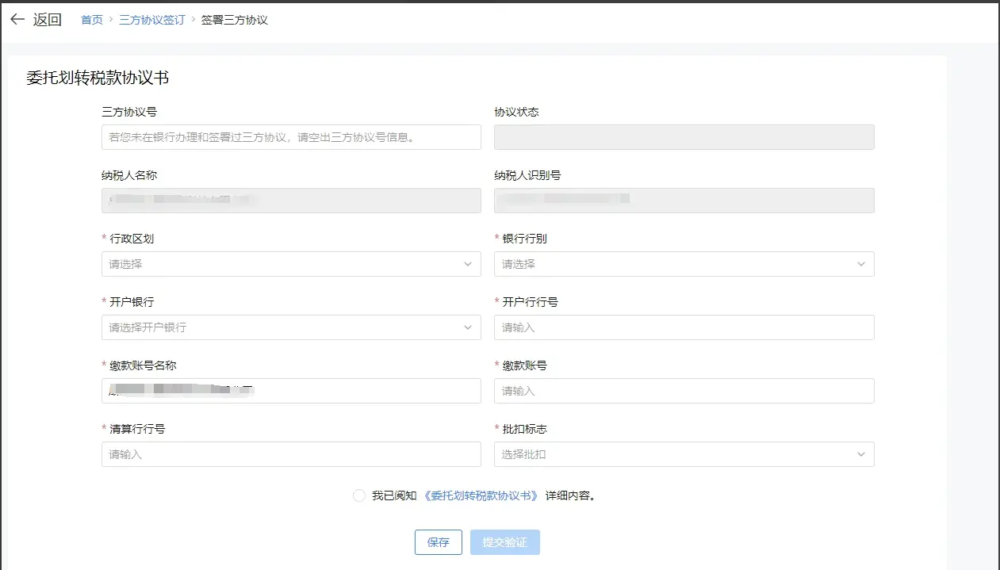 返回 首页 > 三方协议签订 > 签署三方协议
委托划转税款协议书
三方协议号 协议状态
若您未在银行办理和签署过三方协议，请空出三方协议号信息。
纳税人名称 纳税人识别号
* 行政区划 * 银行行别
请选择 请选择
* 开户银行 * 开户行行号
请选择开户银行 请输入
* 缴款账号名称 * 缴款账号
请输入
* 清算行行号 * 批扣标志
请输入 选择批扣
我已阅知《委托划转税款协议书》详细内容。
保存 提交验证